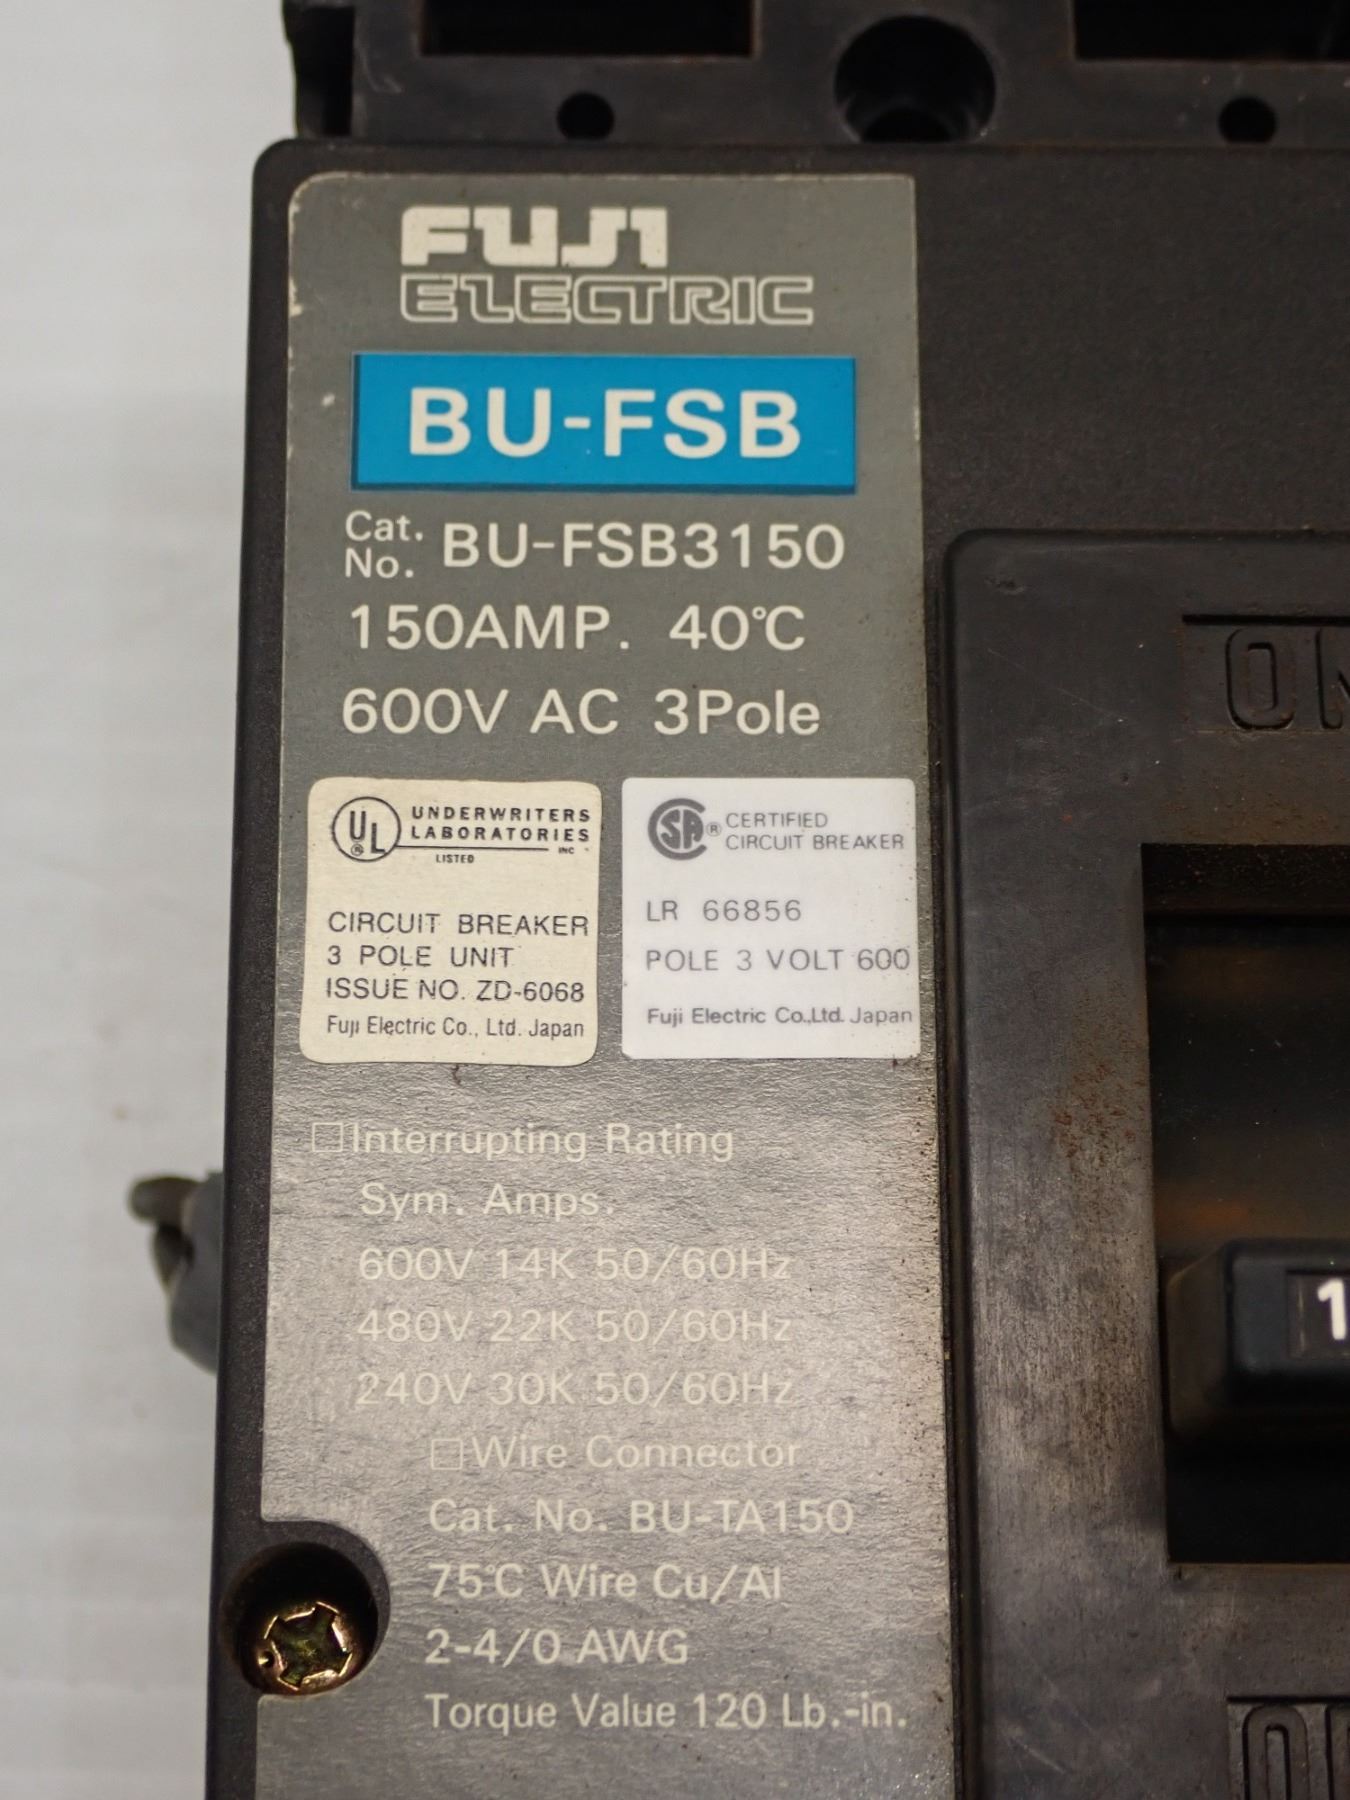 FUJI
ELECTRIC
BU-FSB
Cat. No. BU-FSB3150
150AMP. 40℃
600V AC 3Pole
UL® UNDERWRITERS
LABORATORIES
LISTED INC
CIRCUIT BREAKER
3 POLE UNIT
ISSUE NO. ZD-6068
Fuji Electric Co., Ltd. Japan
SA® CERTIFIED
CIRCUIT BREAKER
LR 66856
POLE 3 VOLT 600
Fuji Electric Co.,Ltd. Japan
□Interrupting Rating
Sym. Amps.
600V 14K 50/60Hz
480V 22K 50/60Hz
240V 30K 50/60Hz
□Wire Connector
Cat. No. BU-TA150
75℃ Wire Cu/Al
2-4/0 AWG
Torque Value 120 Lb.-in.
ON
1